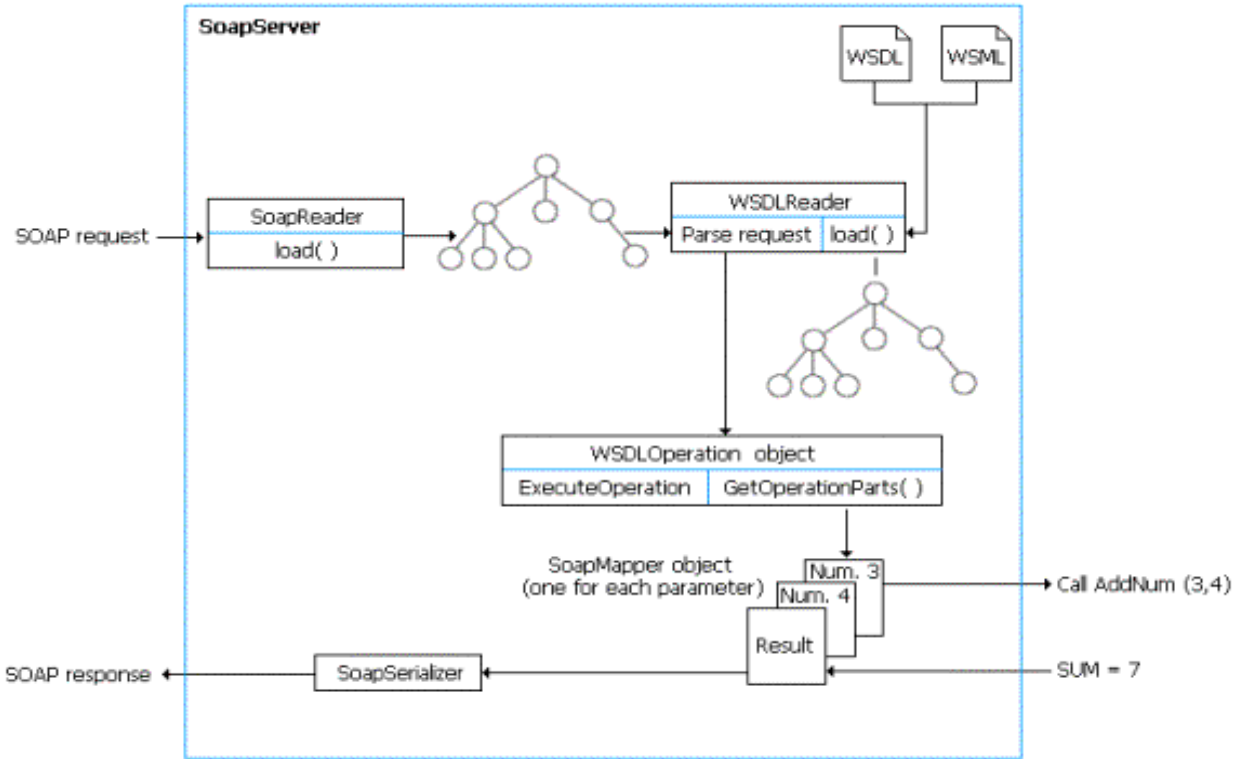 SoapServer
WSDL
WSML
WSDLReader
SoapReader
SOAP request
Parse request
load( )
load( )
WSDLOperation object
ExecuteOperation
GetOperationParts( )
SoapMapper object
(one for each parameter)
Num. 3
Call AddNum (3,4)
Num. 4
Result
SOAP response
SoapSerializer
SUM = 7